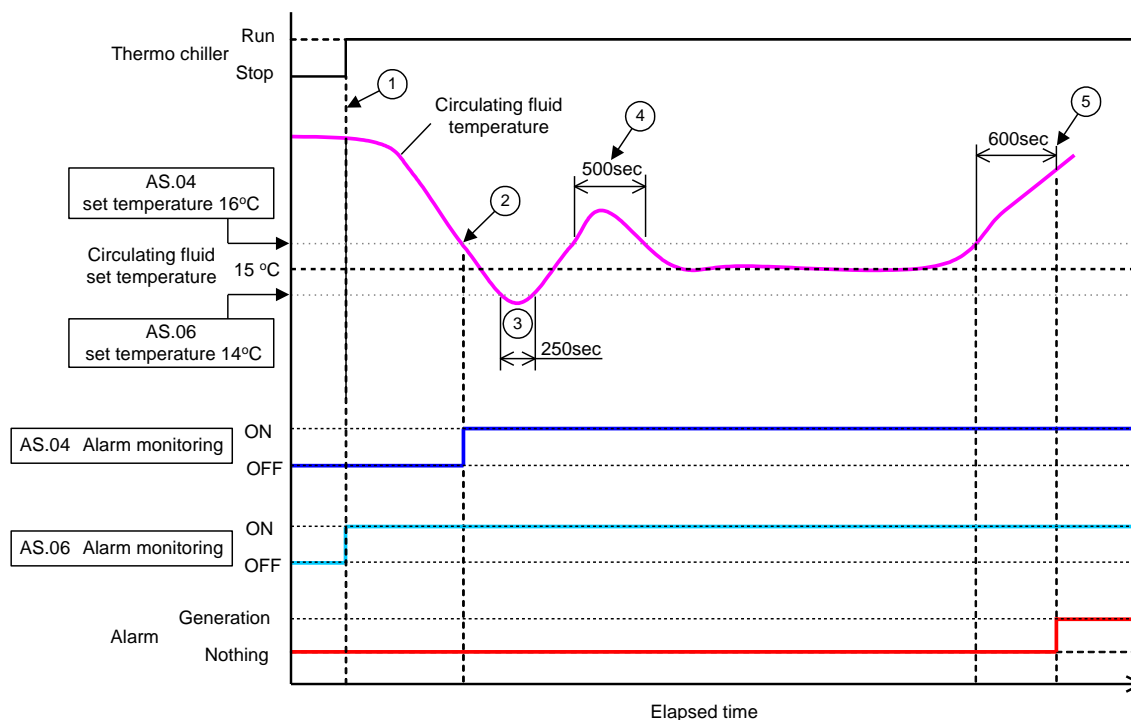 Run
Thermo chiller
Stop
1
Circulating fluid
temperature
4
5
500sec
600sec
AS.04
set temperature 16ºC
2
Circulating fluid
set temperature
15 ºC
AS.06
set temperature 14ºC
3
250sec
AS.04 Alarm monitoring
ON
OFF
AS.06 Alarm monitoring
ON
OFF
Generation
Alarm
Nothing
Elapsed time